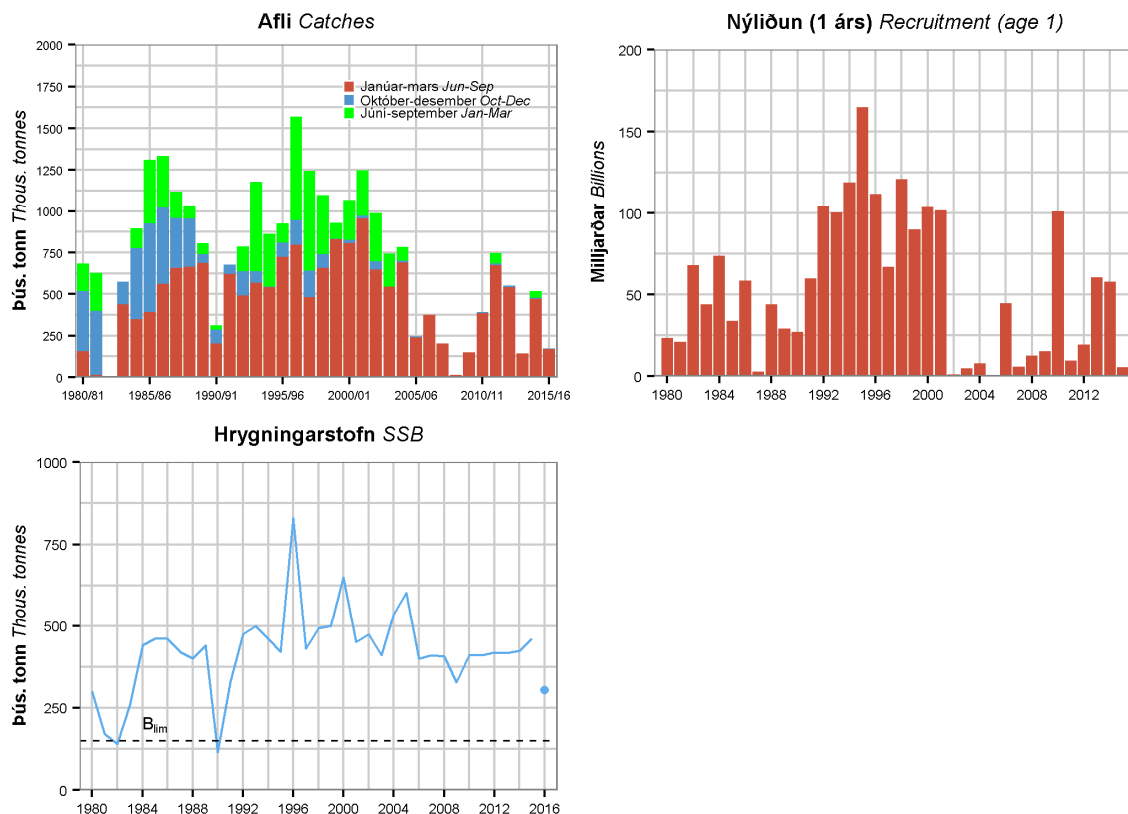 Afli Catches
Þús. tonn Thous. tonnes
2000
1750
1500
1250
1000
750
500
250
0
Janúar-mars Jun-Sep
Október-desember Oct-Dec
Júní-september Jan-Mar
1980/81 1985/86 1990/91 1995/96 2000/01 2005/06 2010/11 2015/16
Nýliðun (1 árs) Recruitment (age 1)
Milljarðar Billions
200
150
100
50
0
1980 1984 1988 1992 1996 2000 2004 2008 2012
Hrygningarstofn SSB
Þús. tonn Thous. tonnes
1000
750
500
250
0
Blim
1980 1984 1988 1992 1996 2000 2004 2008 2012 2016